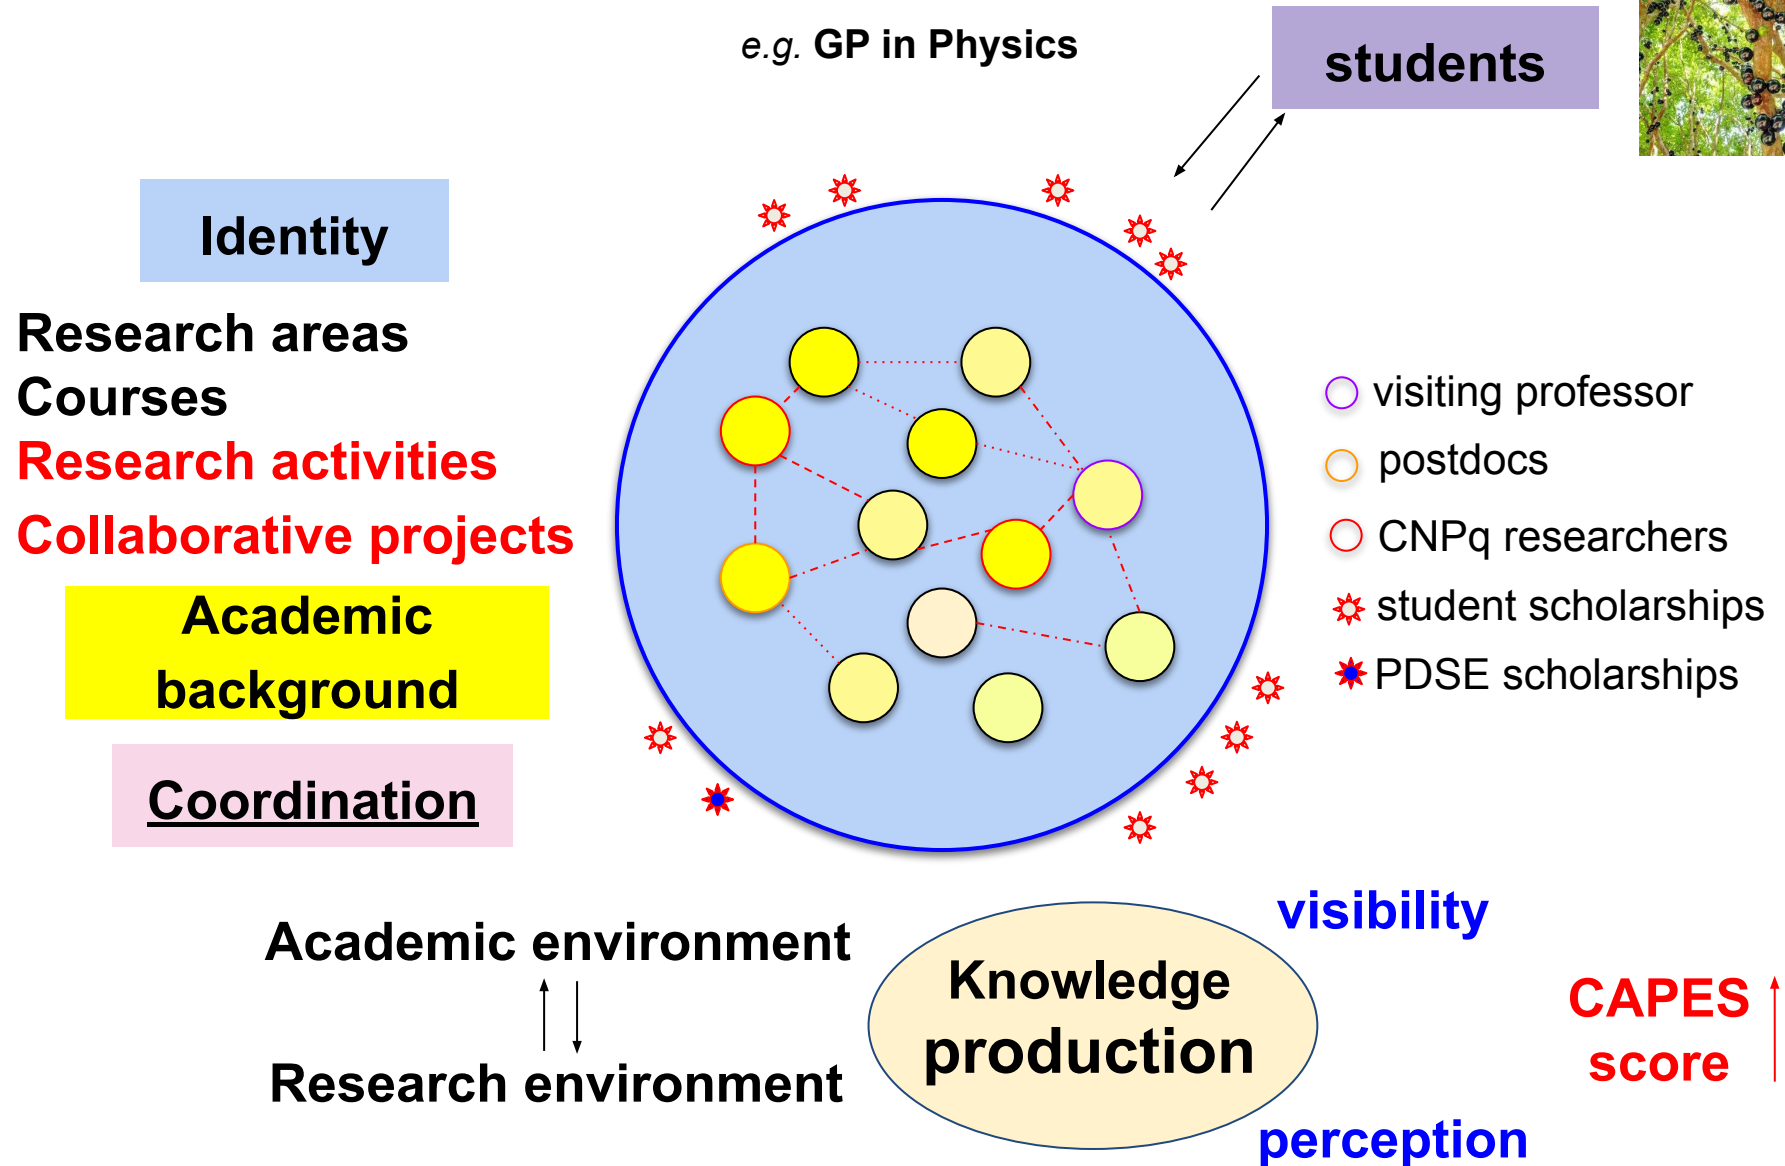 e.g. GP in Physics
students
Identity
Research areas
Courses
Research activities
Collaborative projects
Academic
background
Coordination
visiting professor
postdocs
CNPq researchers
student scholarships
PDSE scholarships
Academic environment
Research environment
Knowledge
production
visibility
perception
CAPES
score